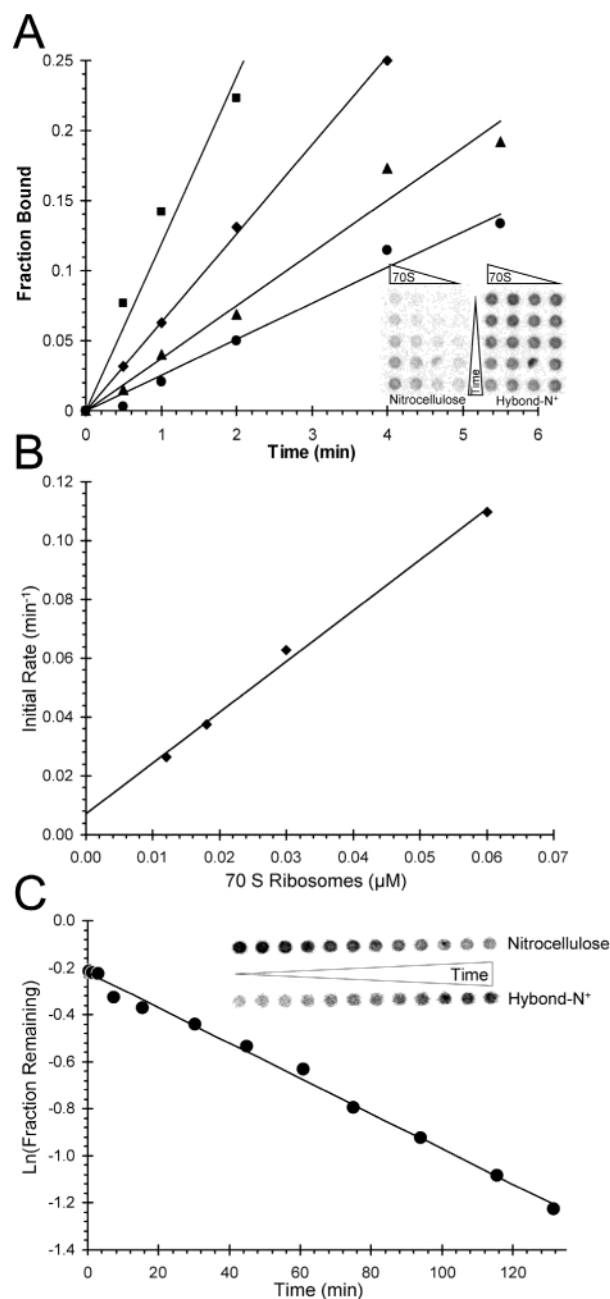 A
0.25
0.2
0.15
0.1
0.05
0
Fraction Bound
0 1 2 3 4 5 6
Time (min)
70S
70S
Time
Nitrocellulose
Hybond-N⁺
B
0.12
0.10
0.08
0.06
0.04
0.02
0.00
Initial Rate (min⁻¹)
0.00 0.01 0.02 0.03 0.04 0.05 0.06 0.07
70 S Ribosomes (µM)
C
0.0
-0.2
-0.4
-0.6
-0.8
-1.0
-1.2
-1.4
Ln(Fraction Remaining)
Nitrocellulose
Time
Hybond-N⁺
0 20 40 60 80 100 120
Time (min)